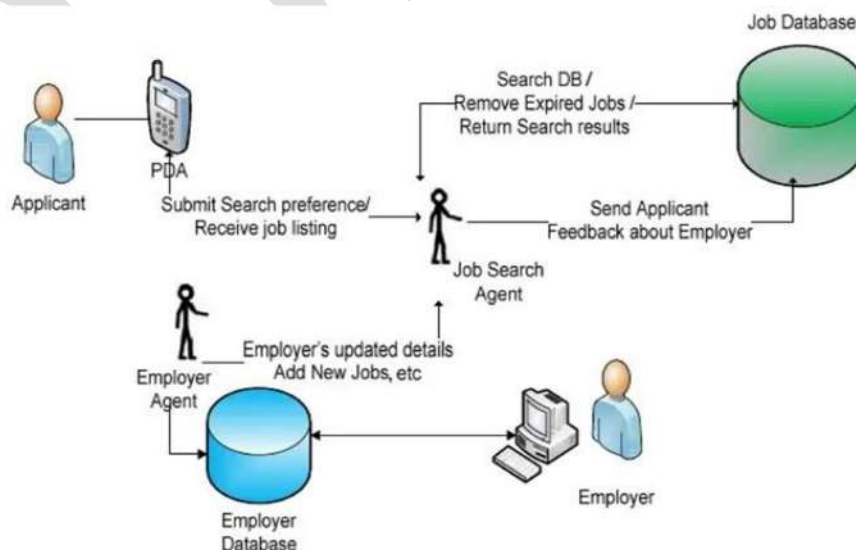 Job Database
Search DB /
Remove Expired Jobs /
Return Search results
PDA
Applicant
Submit Search preference/
Receive job listing
Send Applicant
Feedback about Employer
Job Search
Agent
Employer's updated details
Add New Jobs, etc
Employer
Agent
Employer
Employer
Database